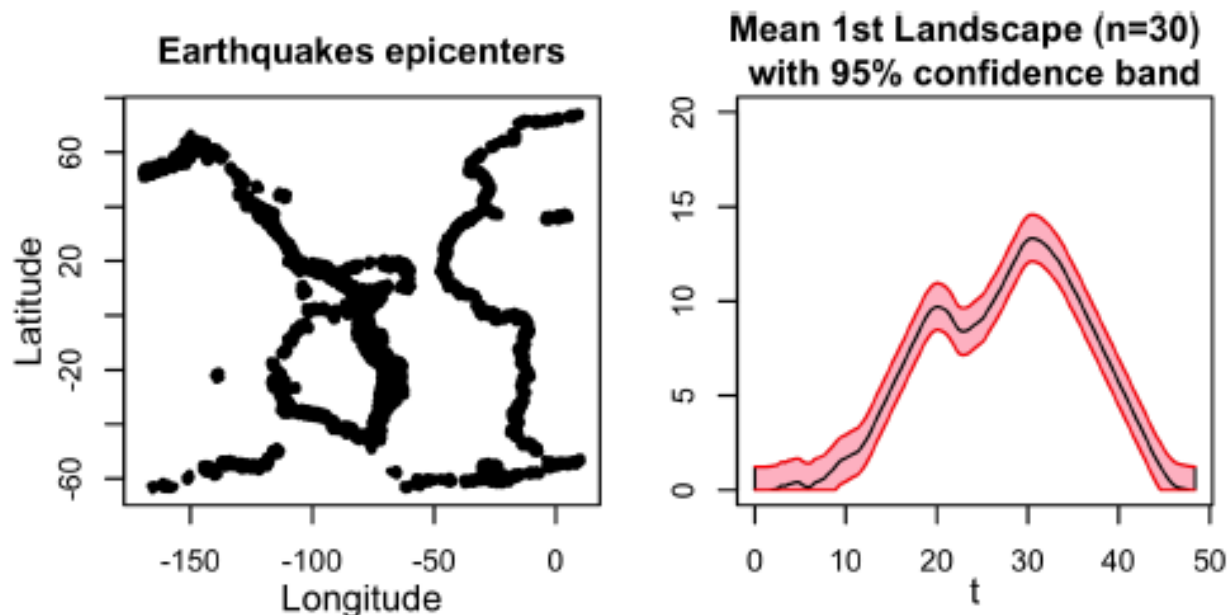 Earthquakes epicenters
60
20
-20
-60
Latitude
-150 -100 -50 0
Longitude
Mean 1st Landscape (n=30)
with 95% confidence band
20
15
10
5
0
0 10 20 30 40 50
t